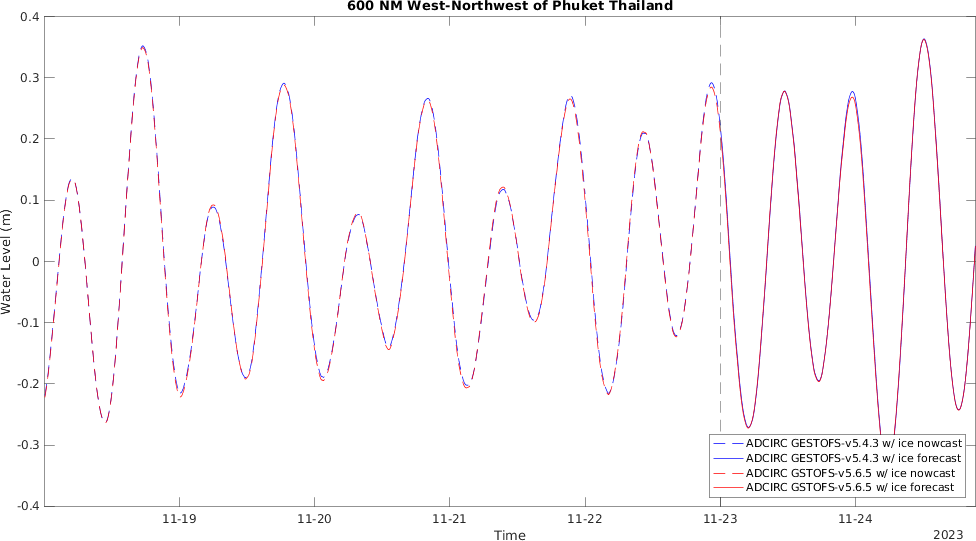 600 NM West-Northwest of Phuket Thailand
0.4
0.3
0.2
0.1
0
-0.1
-0.2
-0.3
-0.4
Water Level (m)
ADCIRC GESTOFS-v5.4.3 w/ ice nowcast
ADCIRC GESTOFS-v5.4.3 w/ ice forecast
ADCIRC GSTOFS-v5.6.5 w/ ice nowcast
ADCIRC GSTOFS-v5.6.5 w/ ice forecast
11-19 11-20 11-21 11-22 11-23 11-24
Time
2023